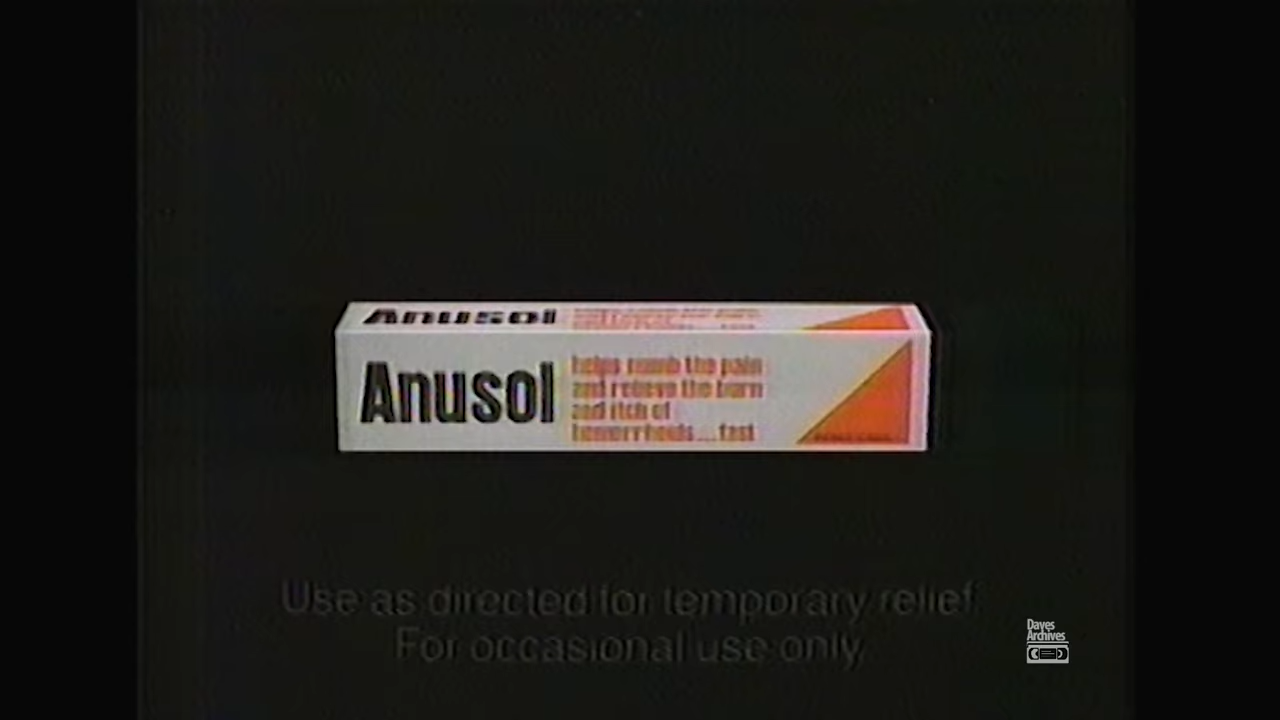 Anusol
Anusol
helps numb the pain
and relieve the burn
and itch of
hemorrhoids...fast
Use as directed for temporary relief
For occasional use only
Daves
Archives